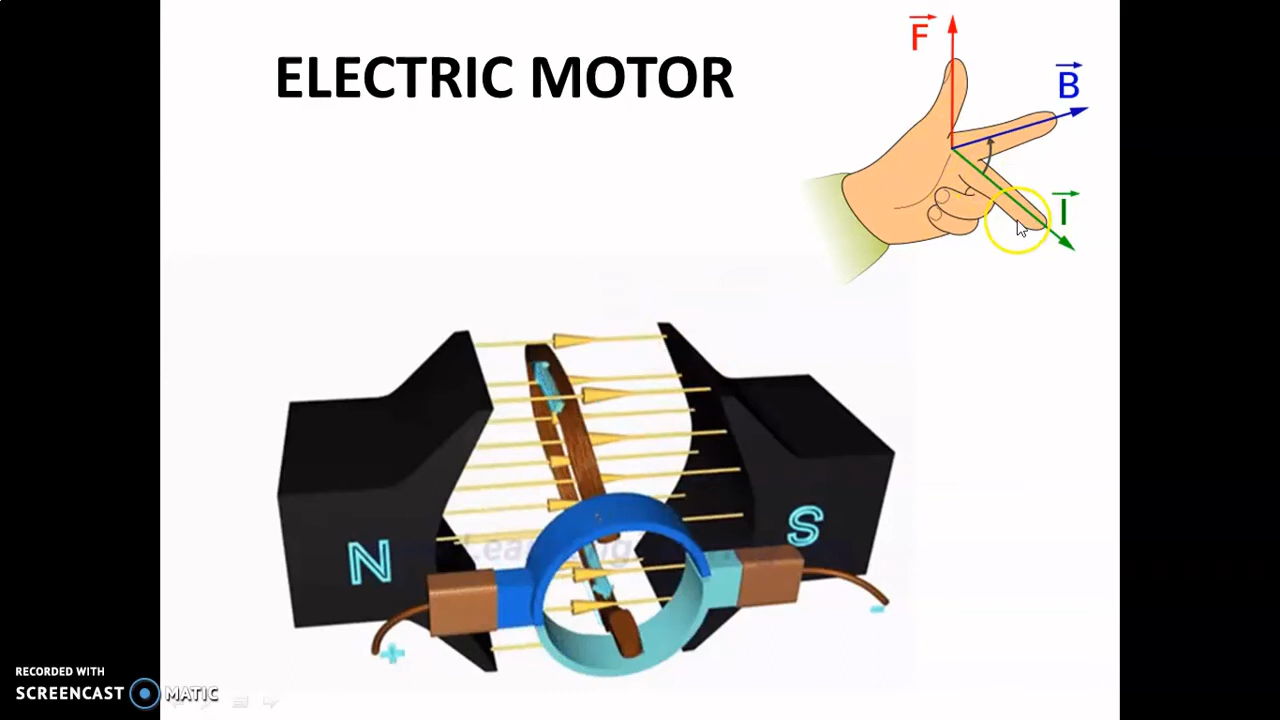 ELECTRIC MOTOR
F
B
I
N
S
+
-
RECORDED WITH
SCREENCAST MATIC